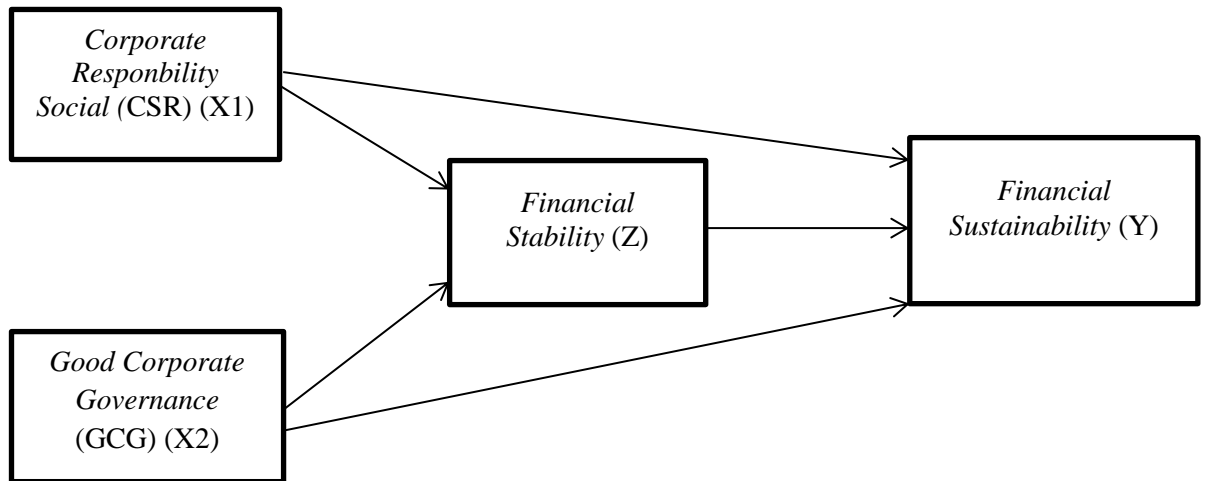 Corporate
Responbility
Social (CSR) (X1)
Financial
Stability (Z)
Financial
Sustainability (Y)
Good Corporate
Governance
(GCG) (X2)